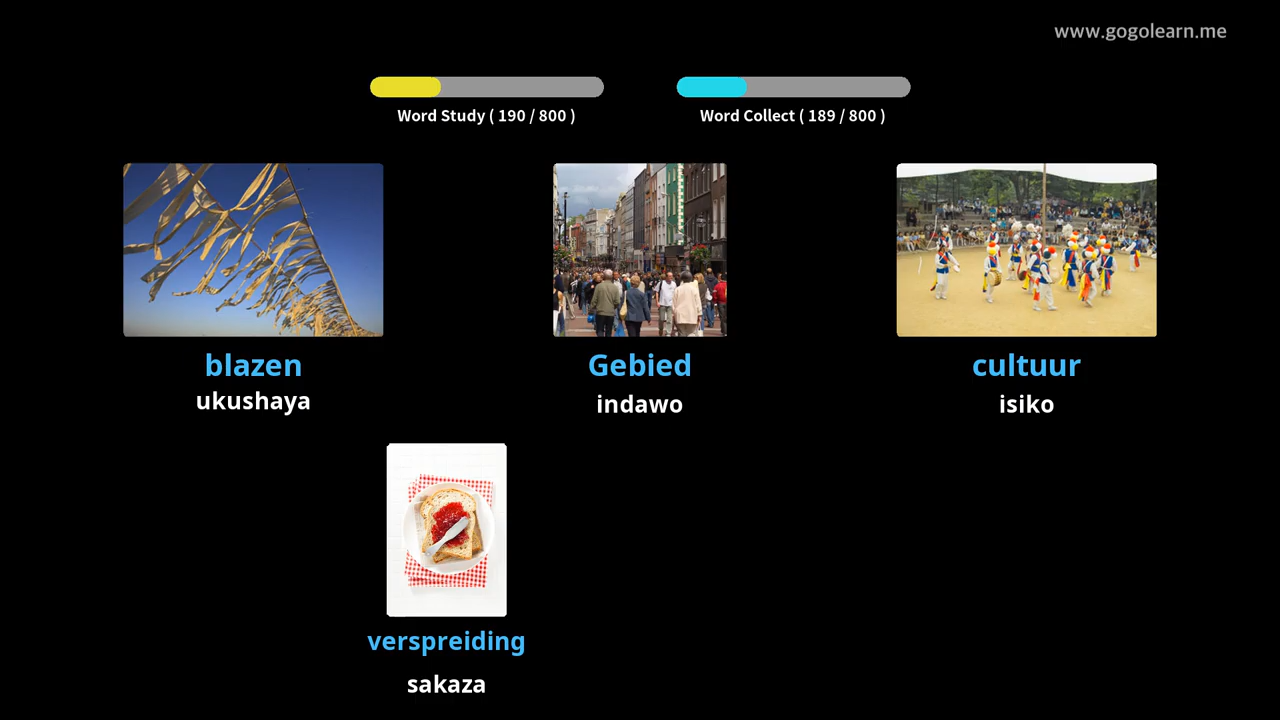 www.gogolearn.me
Word Study ( 190 / 800 )
Word Collect ( 189 / 800 )
blazen
ukushaya
Gebied
indawo
cultuur
isiko
verspreiding
sakaza